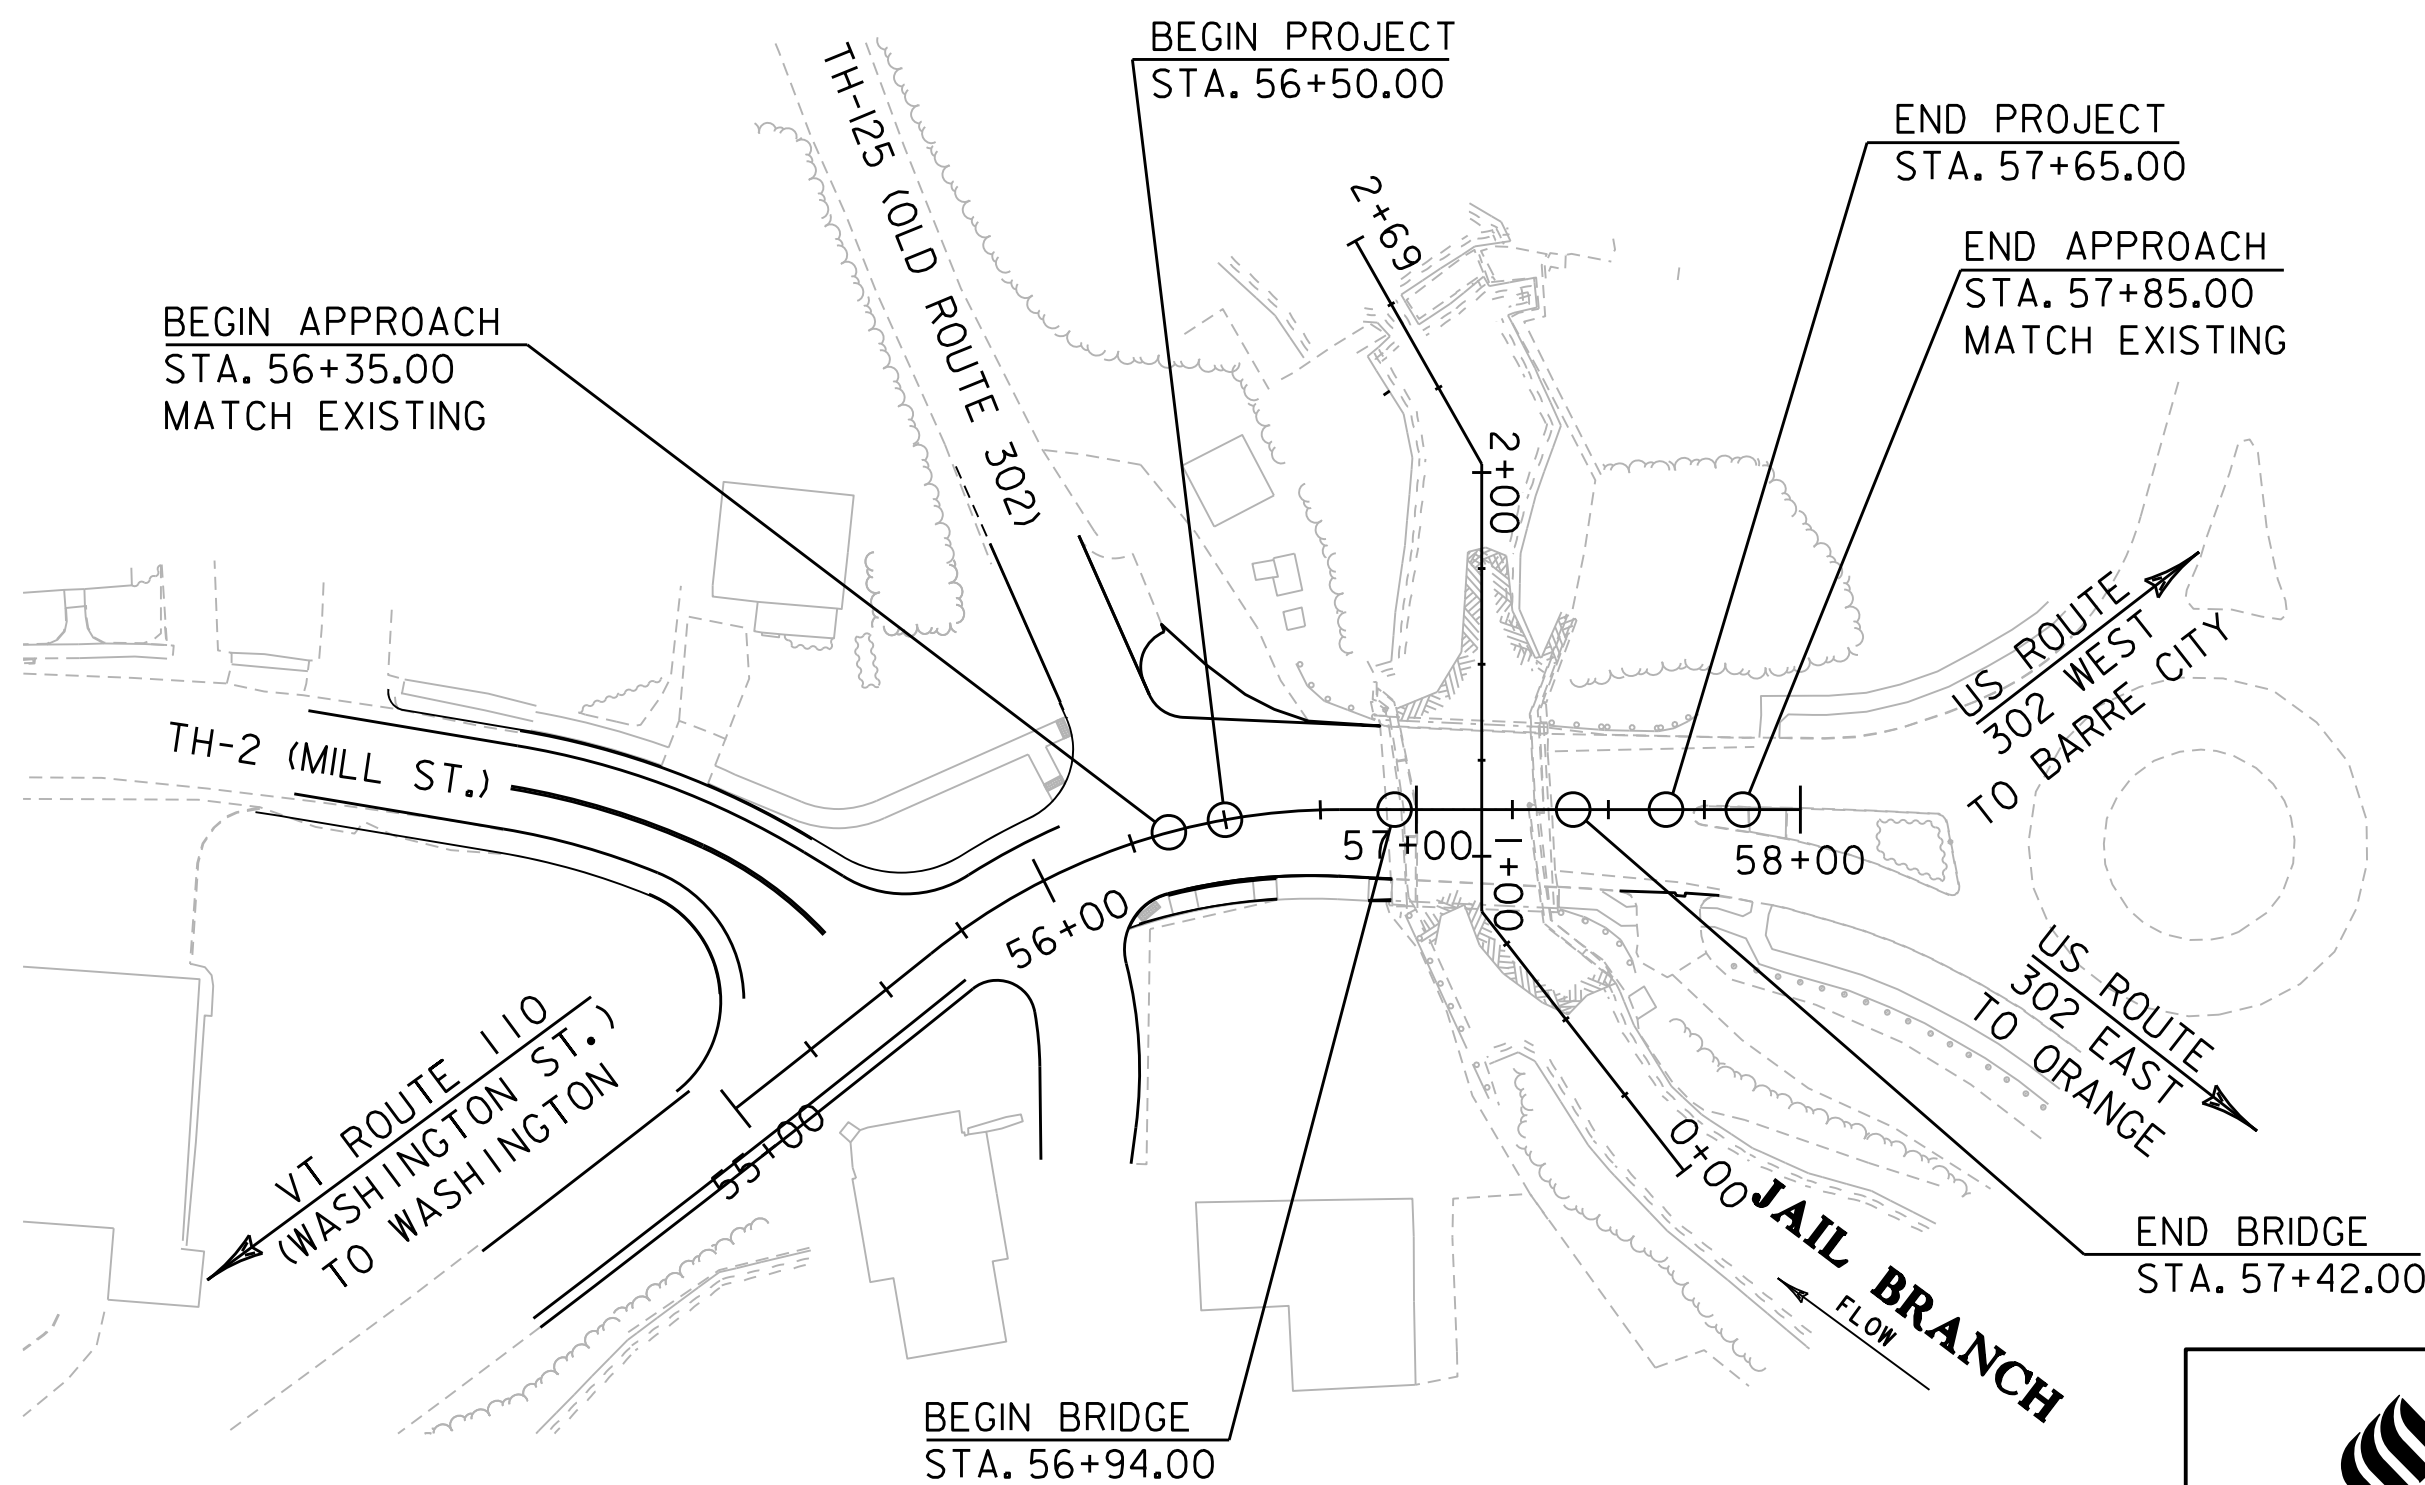 BEGIN PROJECT
STA. 56+50.00
END PROJECT
STA. 57+65.00
END APPROACH
STA. 57+85.00
MATCH EXISTING
BEGIN APPROACH
STA. 56+35.00
MATCH EXISTING
TH-125 (OLD ROUTE 302)
2+69
2+00
TH-2 (MILL ST.)
US ROUTE
302 WEST
TO BARRE CITY
57+00
1+00
58+00
56+00
55+00
VT ROUTE 110
(WASHINGTON ST.)
TO WASHINGTON
US ROUTE
302 EAST
TO ORANGE
0+00
JAIL BRANCH
FLOW
END BRIDGE
STA. 57+42.00
BEGIN BRIDGE
STA. 56+94.00